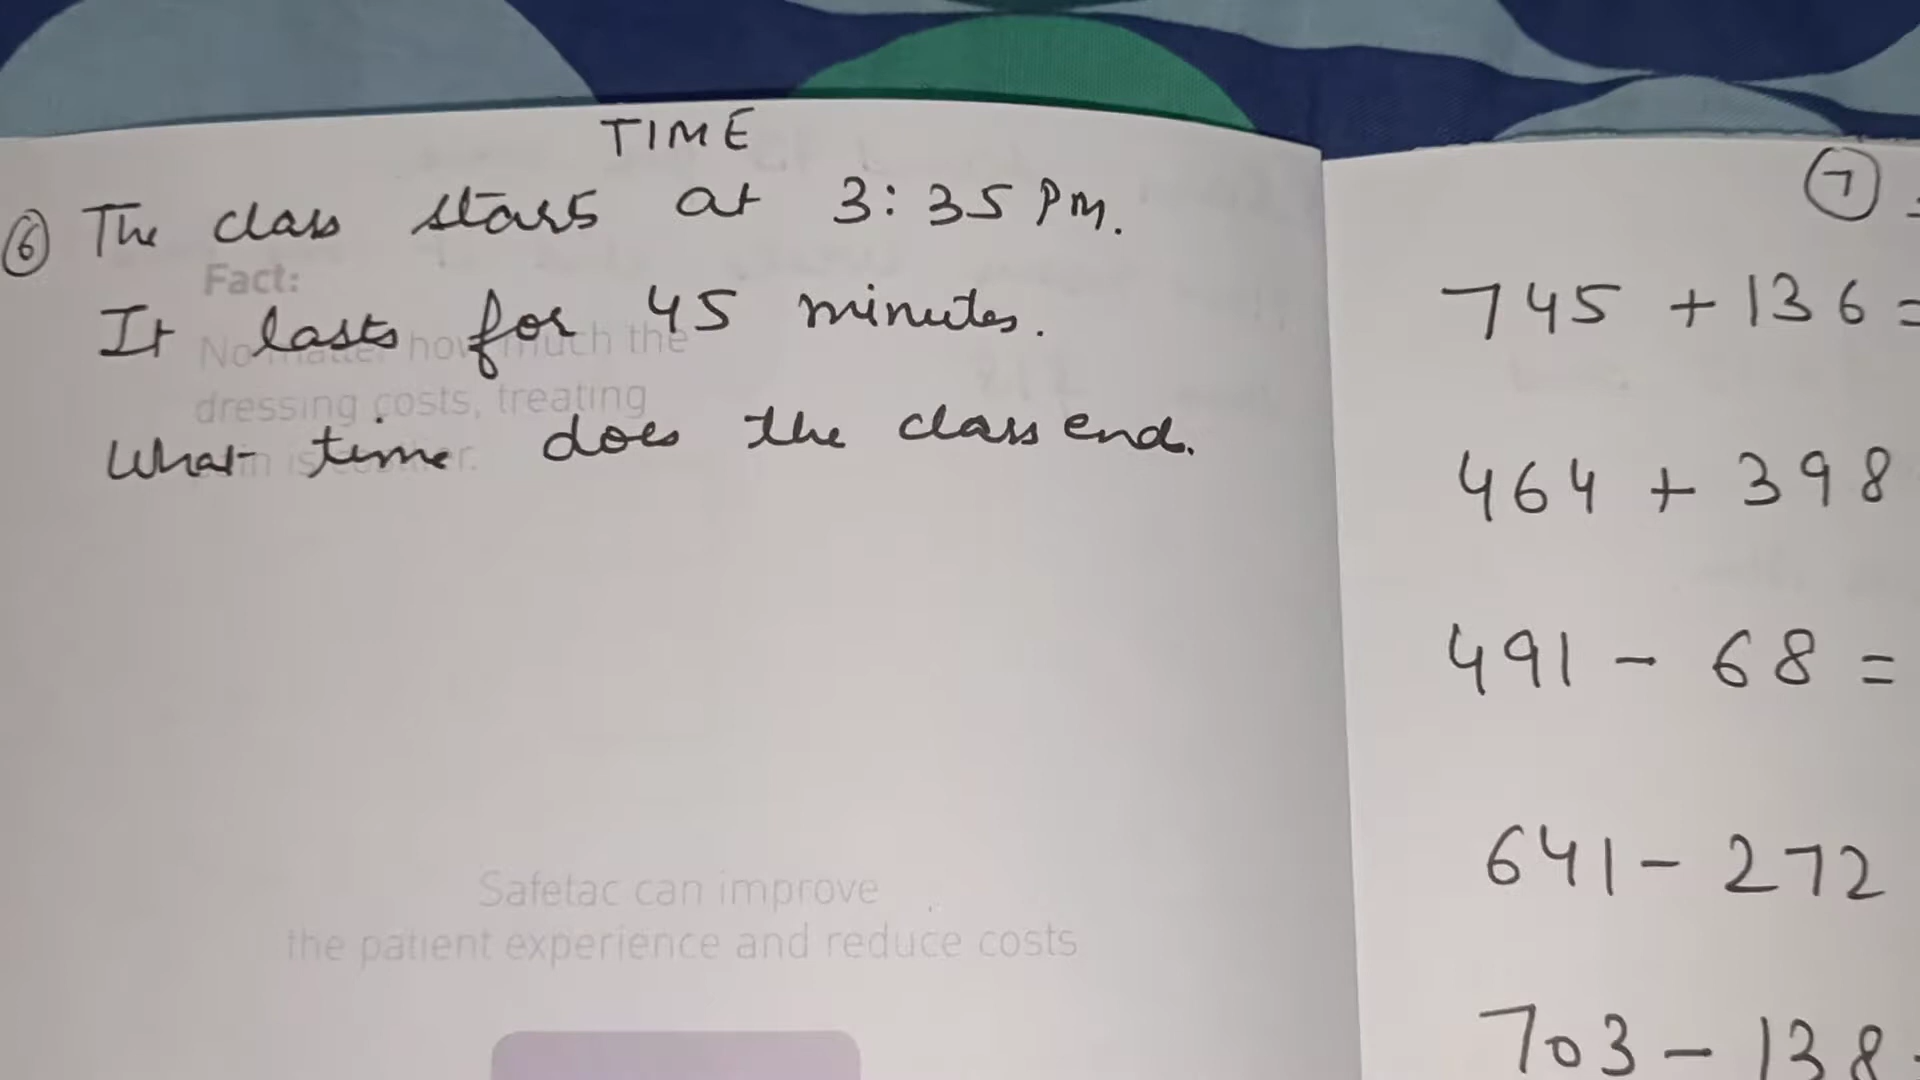 TIME
⑥ The class starts at 3:35 PM.
Fact:
It lasts for 45 minutes.
No matter how much the
dressing costs, treating
What time does the class end.
Safetac can improve
the patient experience and reduce costs
⑦
745 + 136 =
464 + 398
491 - 68 =
641 - 272
703 - 138